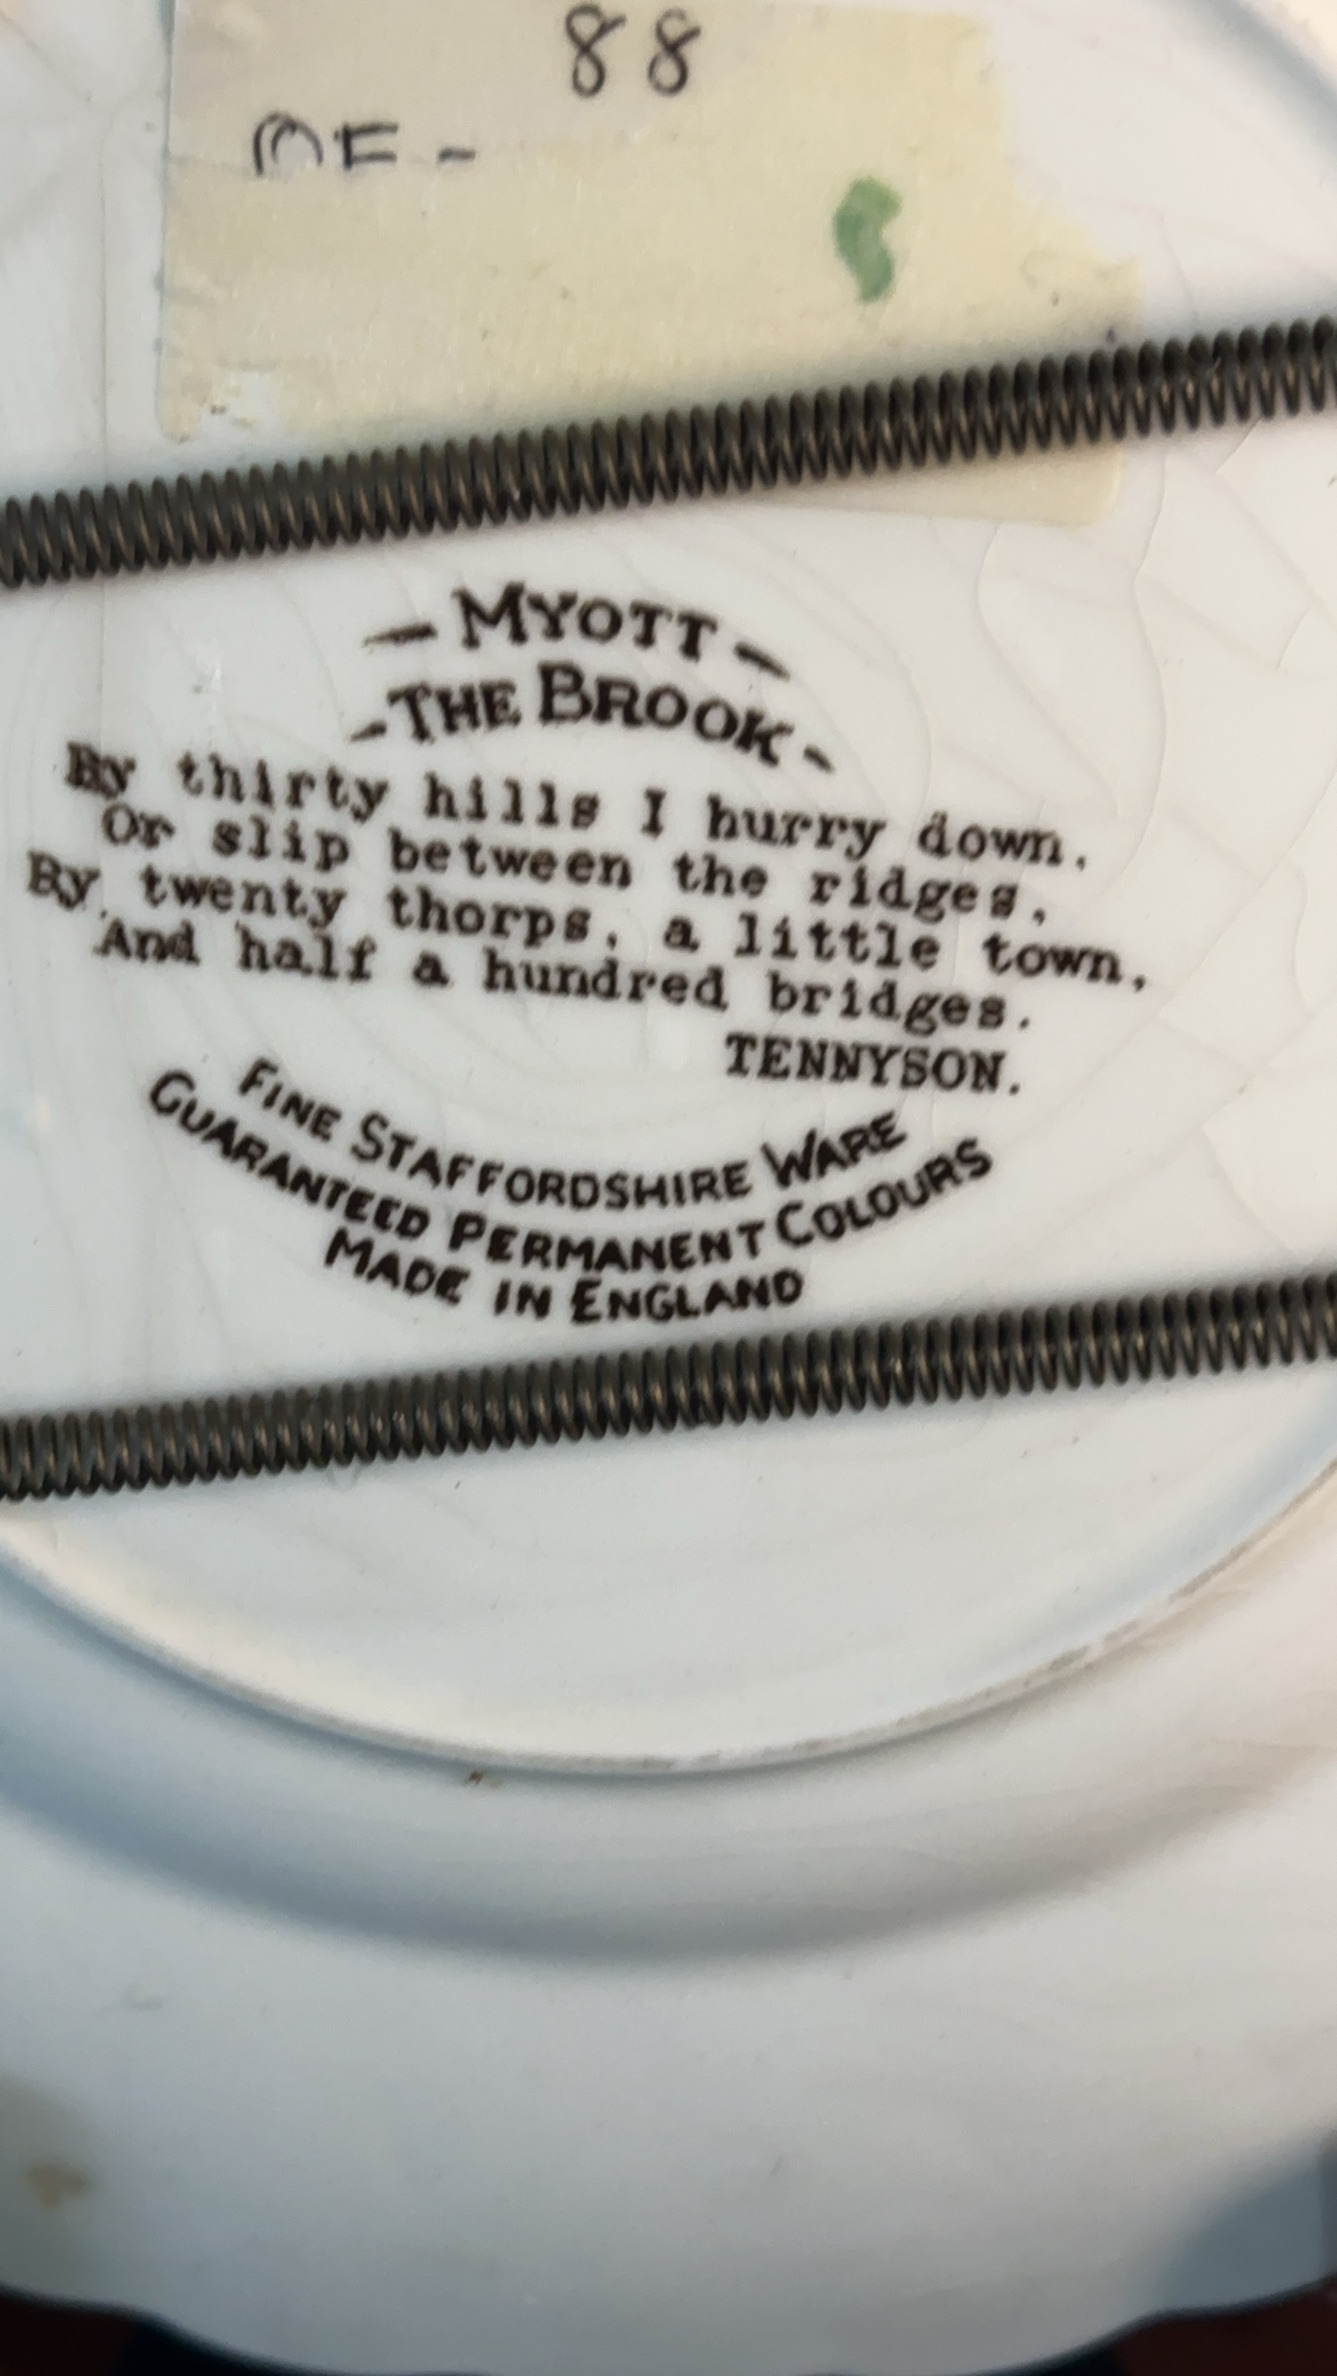 88
— MYOTT —
- THE BROOK -
By thirty hills I hurry down,
Or slip between the ridges,
By twenty thorps, a little town,
And half a hundred bridges.
TENNYSON.
FINE STAFFORDSHIRE WARE
GUARANTEED PERMANENT COLOURS
MADE IN ENGLAND